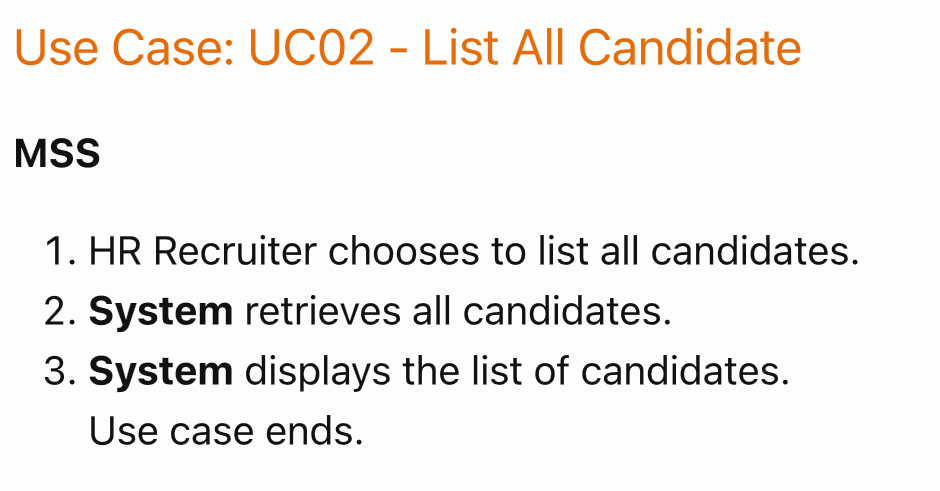 Use Case: UC02 - List All Candidate
MSS
1. HR Recruiter chooses to list all candidates.
2. System retrieves all candidates.
3. System displays the list of candidates.
Use case ends.